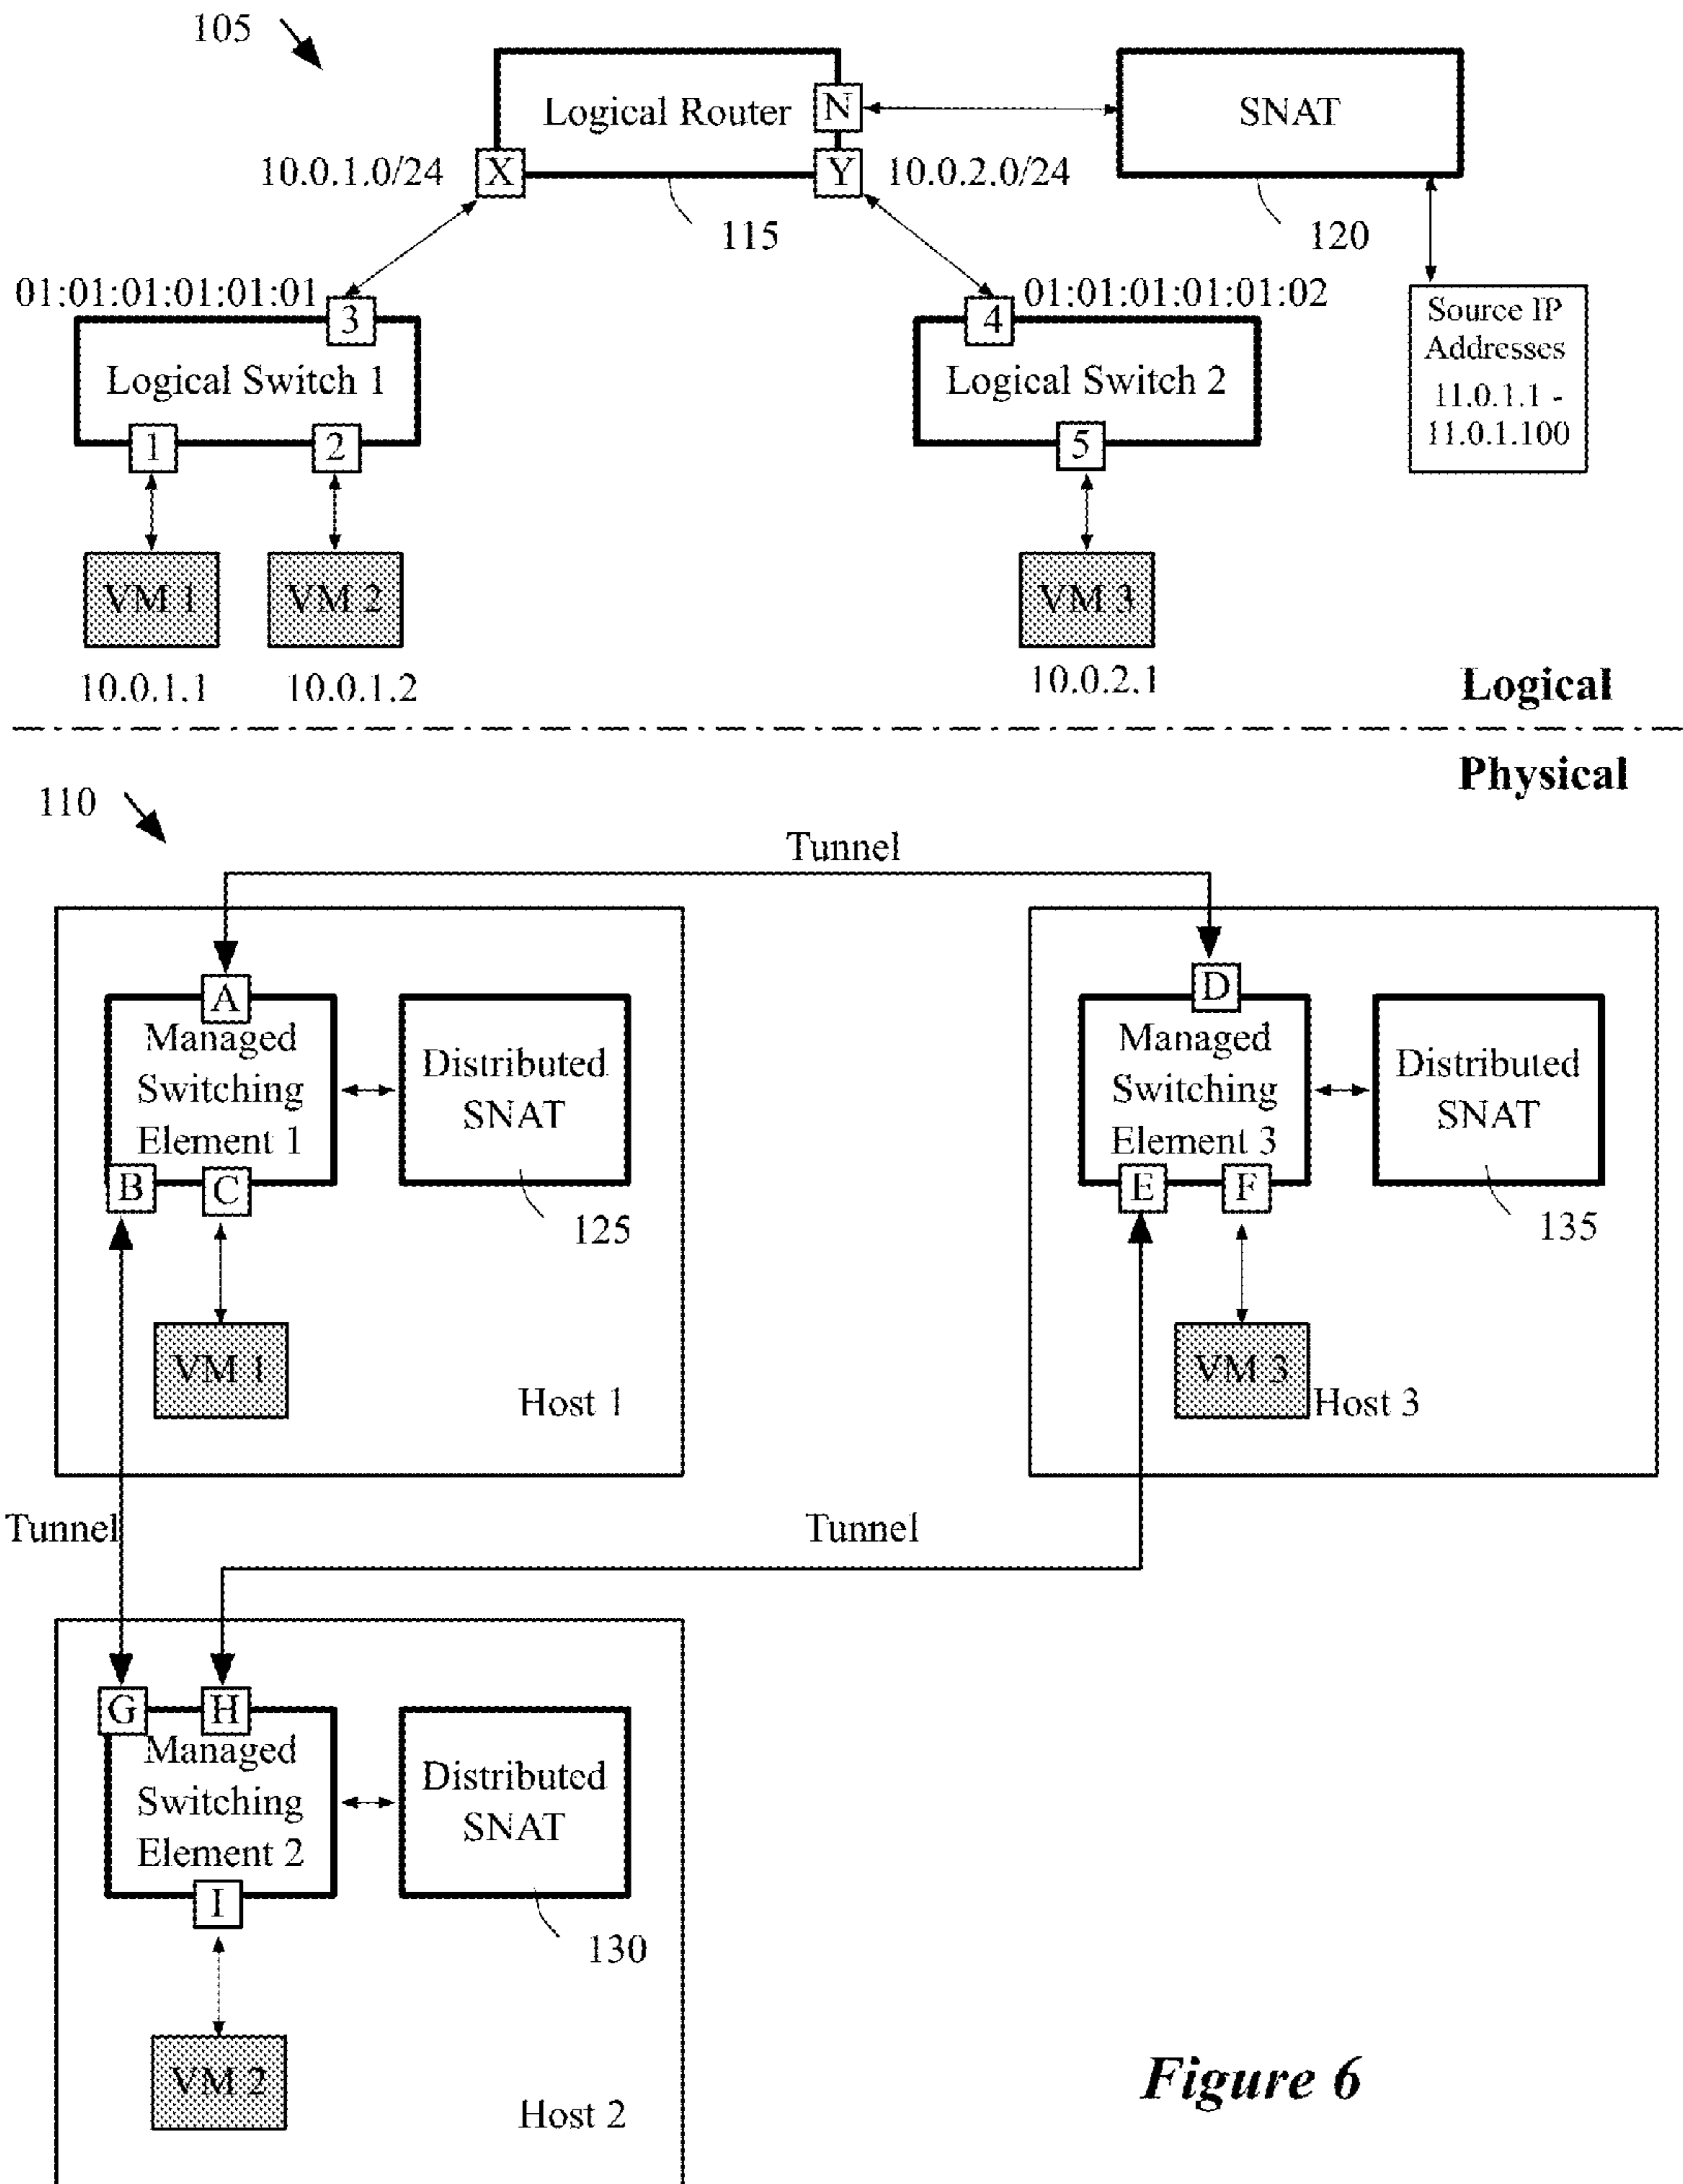 105
Logical Router
N
SNAT
10.0.1.0/24
X
Y
10.0.2.0/24
115
120
01:01:01:01:01:01
3
4
01:01:01:01:01:02
Source IP
Addresses
11.0.1.1 -
11.0.1.100
Logical Switch 1
Logical Switch 2
1
2
5
VM 1
VM 2
VM 3
10.0.1.1
10.0.1.2
10.0.2.1
Logical
Physical
110
Tunnel
A
Managed
Switching
Element 1
Distributed
SNAT
B
C
125
VM 1
Host 1
D
Managed
Switching
Element 3
Distributed
SNAT
E
F
135
VM 3
Host 3
Tunnel
Tunnel
G
H
Managed
Switching
Element 2
Distributed
SNAT
I
130
VM 2
Host 2
Figure 6